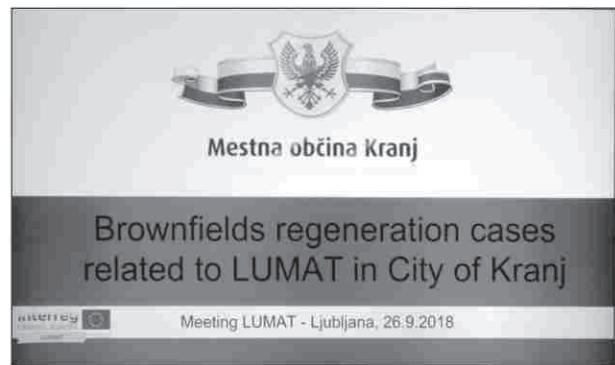 Mestna občina Kranj
Brownfields regeneration cases
related to LUMAT in City of Kranj
Interreg
Meeting LUMAT - Ljubljana, 26.9.2018